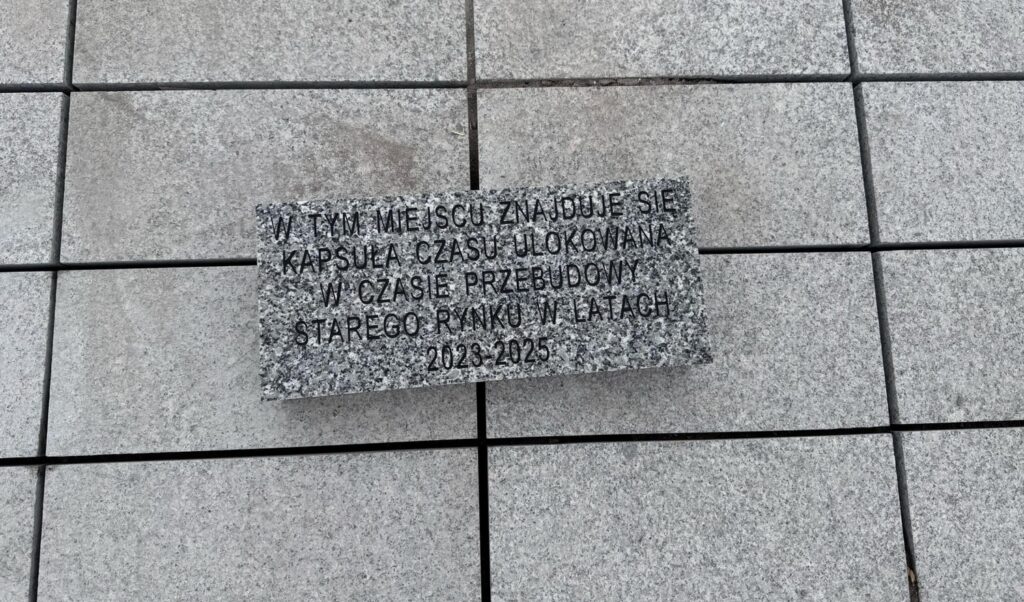 W TYM MIEJSCU ZNAJDUJE SIĘ
KAPSUŁA CZASU ULOKOWANA
W CZASIE PRZEBUDOWY
STAREGO RYNKU W LATACH
2023-2025